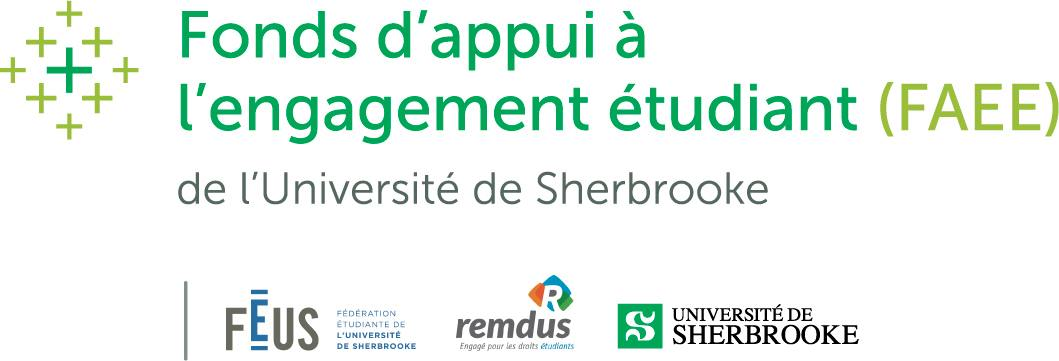 Fonds d’appui à
l’engagement étudiant (FAEE)
de l’Université de Sherbrooke
FÉUS
FÉDÉRATION
ÉTUDIANTE DE
L’UNIVERSITÉ
DE SHERBROOKE
R
remdus
Engagé pour les droits étudiants
S
UNIVERSITÉ DE
SHERBROOKE